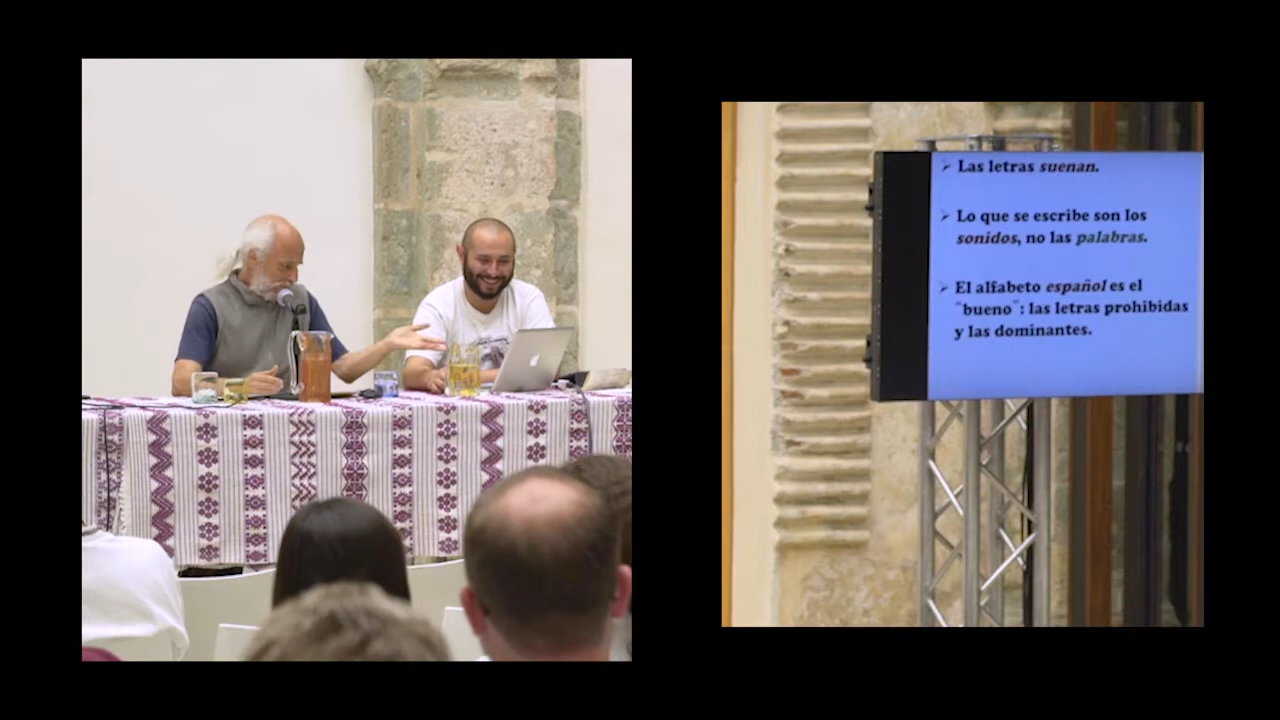 ➢ Las letras suenan.
➢ Lo que se escribe son los
sonidos, no las palabras.
➢ El alfabeto español es el
¨bueno¨: las letras prohibidas
y las dominantes.